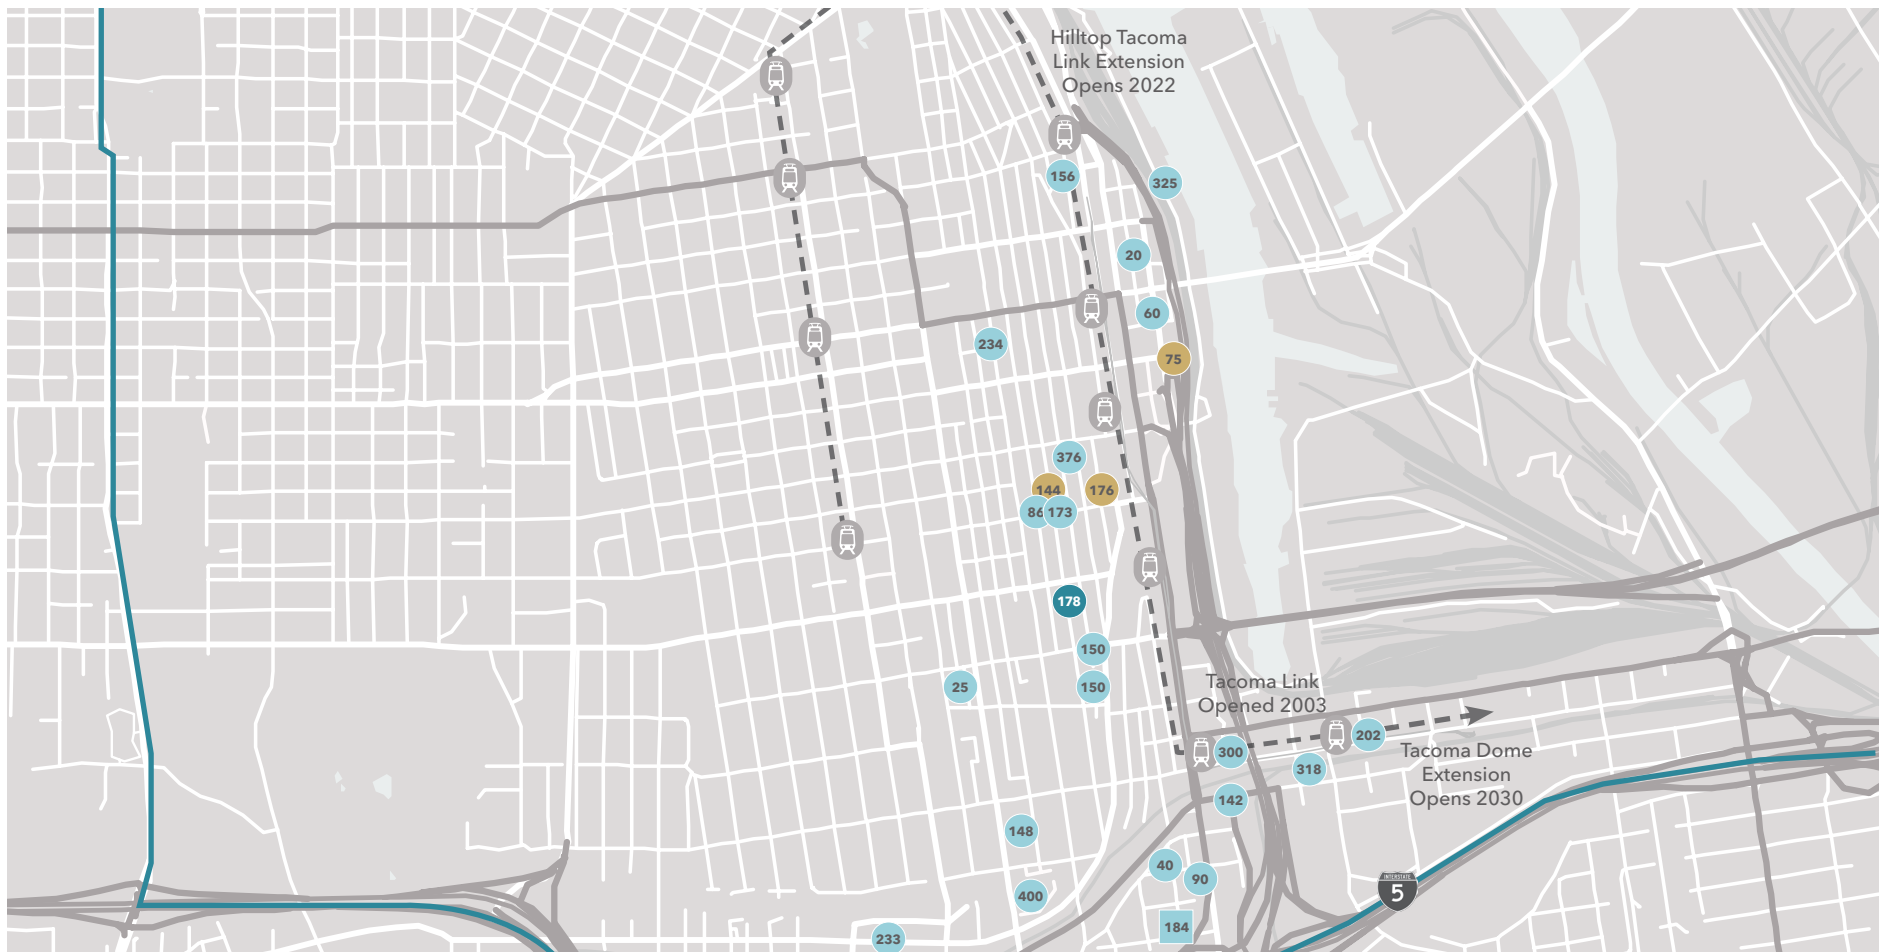 Hilltop Tacoma
Link Extension
Opens 2022
156
325
20
60
234
75
376
144
176
86
173
178
150
25
150
Tacoma Link
Opened 2003
300
202
318
Tacoma Dome
Extension
Opens 2030
142
148
40
90
400
INTERSTATE
5
184
233